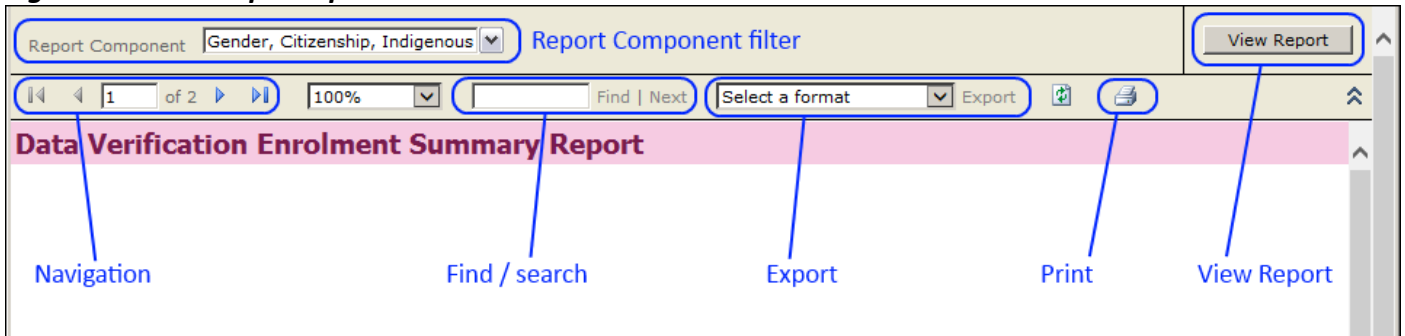 Report Component Gender, Citizenship, Indigenous Report Component filter View Report
1 of 2 100% Find | Next Select a format Export
Data Verification Enrolment Summary Report
Navigation Find / search Export Print View Report